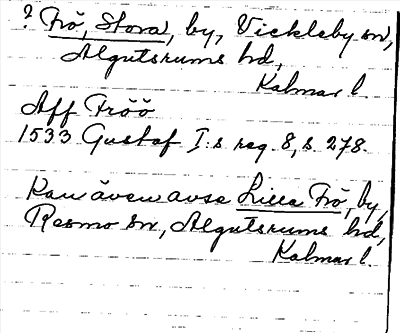 ? Frö, Stora, by, Vickleby sn,
Algutsrums hd,
Kalmar l.
Aff Fröö
1533 Gustaf I:s reg. 8, s. 278.
Kan även avse Lilla Frö, by,
Resmo sn, Algutsrums hd,
Kalmar l.